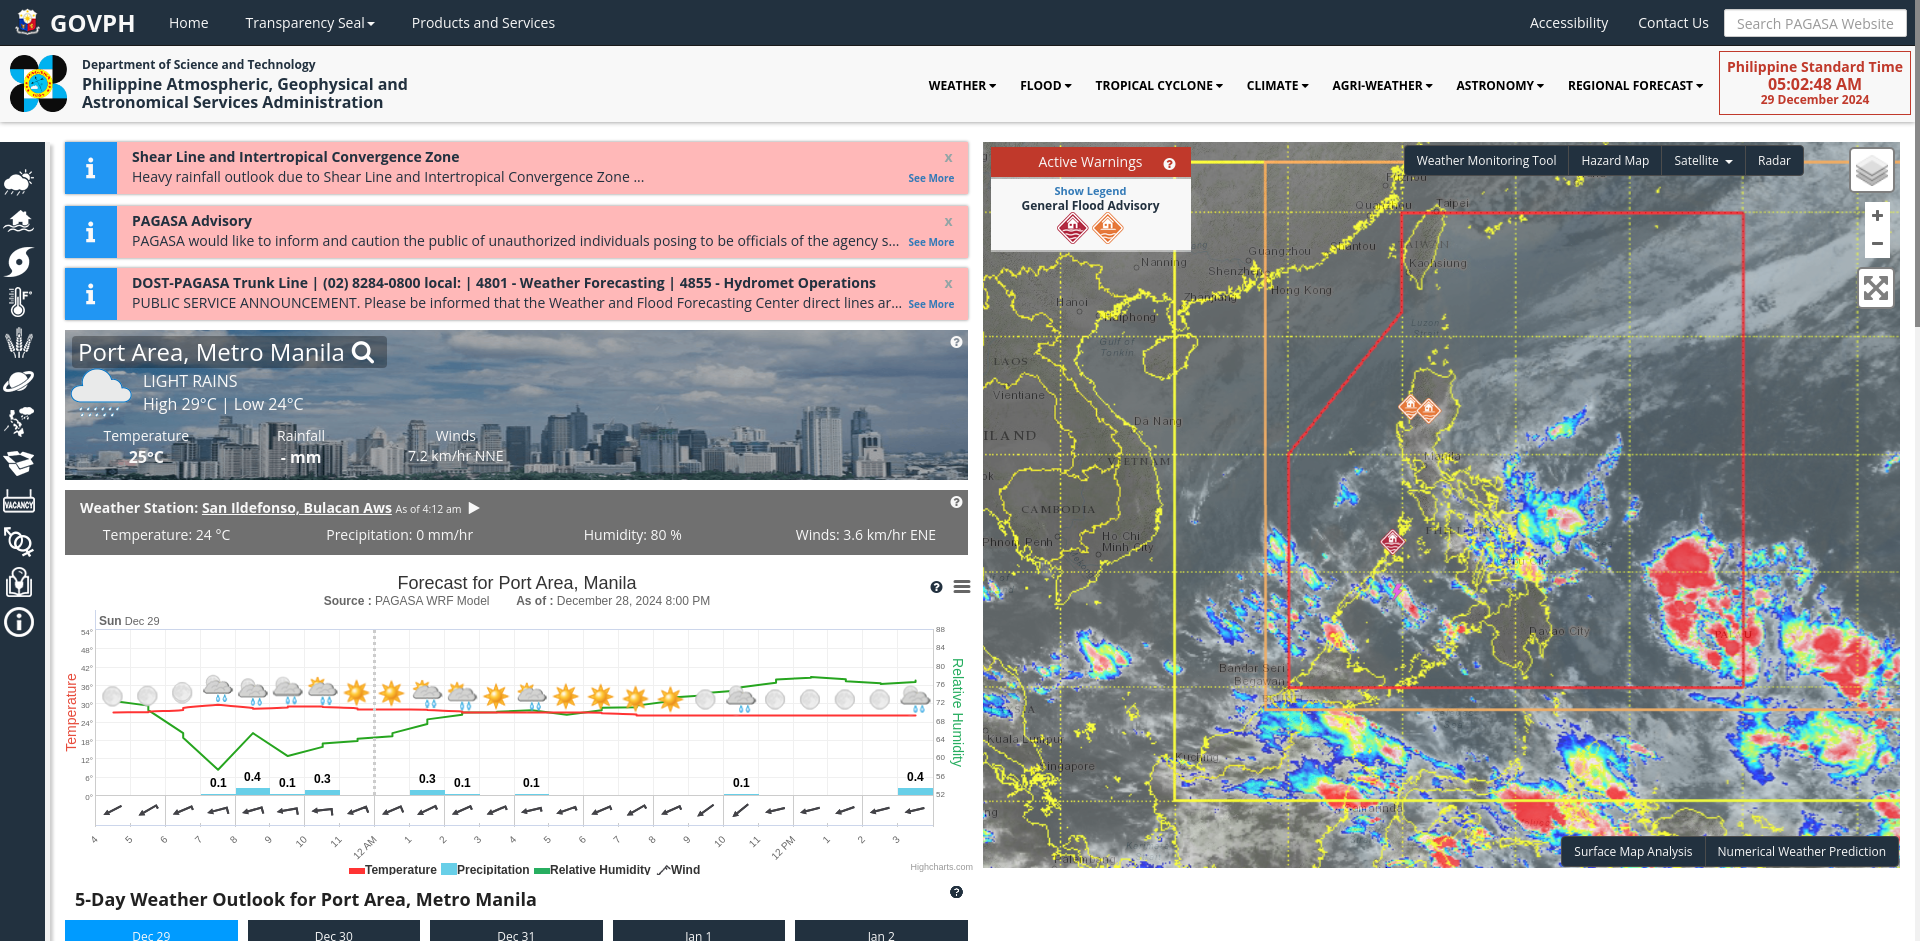 GOVPH
Home
Transparency Seal
Products and Services
Accessibility
Contact Us
Search PAGASA Website
Department of Science and Technology
Philippine Atmospheric, Geophysical and
Astronomical Services Administration
WEATHER
FLOOD
TROPICAL CYCLONE
CLIMATE
AGRI-WEATHER
ASTRONOMY
REGIONAL FORECAST
Philippine Standard Time
05:02:48 AM
29 December 2024
Shear Line and Intertropical Convergence Zone
x
Heavy rainfall outlook due to Shear Line and Intertropical Convergence Zone ...
See More
PAGASA Advisory
x
PAGASA would like to inform and caution the public of unauthorized individuals posing to be officials of the agency s...
See More
DOST-PAGASA Trunk Line | (02) 8284-0800 local: | 4801 - Weather Forecasting | 4855 - Hydromet Operations
x
PUBLIC SERVICE ANNOUNCEMENT. Please be informed that the Weather and Flood Forecasting Center direct lines ar...
See More
Port Area, Metro Manila
LIGHT RAINS
High 29°C | Low 24°C
Temperature
25°C
Rainfall
- mm
Winds
7.2 km/hr NNE
Weather Station: San Ildefonso, Bulacan Aws As of 4:12 am
Temperature: 24 °C
Precipitation: 0 mm/hr
Humidity: 80 %
Winds: 3.6 km/hr ENE
Forecast for Port Area, Manila
Source : PAGASA WRF Model As of : December 28, 2024 8:00 PM
Sun Dec 29
Temperature
54°
48°
42°
36°
30°
24°
18°
12°
6°
0°
88
84
80
76
72
68
64
60
56
52
Relative Humidity
0.1
0.4
0.1
0.3
0.3
0.1
0.1
0.1
0.4
4 5 6 7 8 9 10 11 12 AM 1 2 3 4 5 6 7 8 9 10 11 12 PM 1 2 3
Temperature
Precipitation
Relative Humidity
Wind
Highcharts.com
5-Day Weather Outlook for Port Area, Metro Manila
Dec 29
Dec 30
Dec 31
Jan 1
Jan 2
Active Warnings
Show Legend
General Flood Advisory
Weather Monitoring Tool
Hazard Map
Satellite
Radar
+
−
Taipei
TAIWAN
Kaohsiung
Guangzhou
Shantou
Nanning
Shenzhen
Hong Kong
Zhanjiang
Hanoi
Haiphong
Gulf of
Tonkin
Luzon
LAOS
Vientiane
Da Nang
ILAND
VIETNAM
Manila
CAMBODIA
Phnom Penh
Ho Chi
Minh City
Davao City
PALAU
Bandar Seri
Begawan
Kuala Lumpur
Singapore
Kuching
Surface Map Analysis
Numerical Weather Prediction